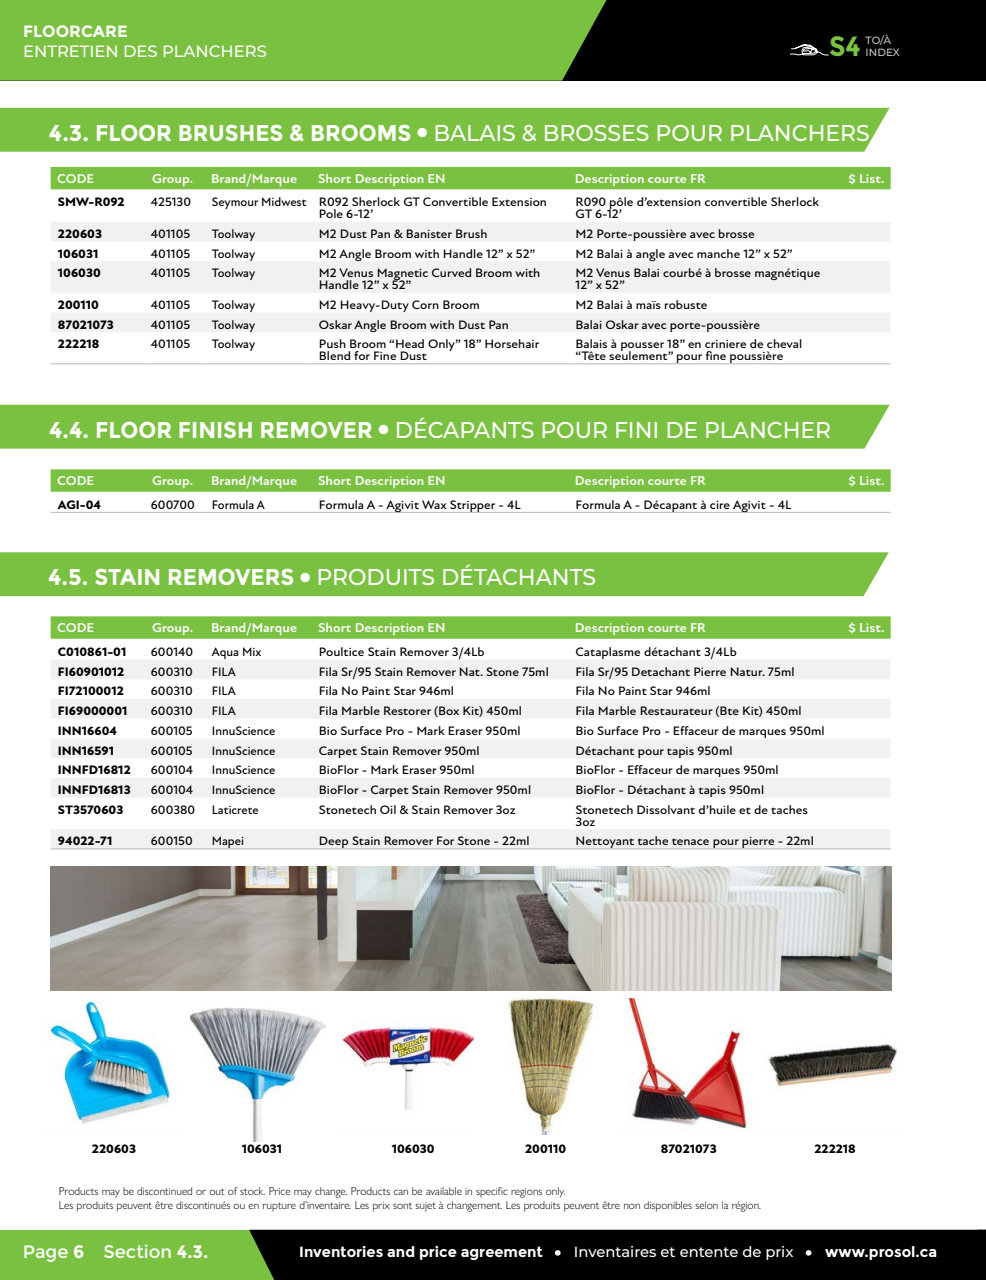 FLOORCARE
ENTRETIEN DES PLANCHERS
S4 TO/À
INDEX
4.3. FLOOR BRUSHES & BROOMS • BALAIS & BROSSES POUR PLANCHERS
CODE Group. Brand/Marque Short Description EN Description courte FR $ List.
SMW-R092 425130 Seymour Midwest R092 Sherlock GT Convertible Extension R090 pôle d’extension convertible Sherlock
Pole 6-12’ GT 6-12’
220603 401105 Toolway M2 Dust Pan & Banister Brush M2 Porte-poussière avec brosse
106031 401105 Toolway M2 Angle Broom with Handle 12” x 52” M2 Balai à angle avec manche 12” x 52”
106030 401105 Toolway M2 Venus Magnetic Curved Broom with M2 Venus Balai courbé à brosse magnétique
Handle 12” x 52” 12” x 52”
200110 401105 Toolway M2 Heavy-Duty Corn Broom M2 Balai à maïs robuste
87021073 401105 Toolway Oskar Angle Broom with Dust Pan Balai Oskar avec porte-poussière
222218 401105 Toolway Push Broom “Head Only” 18” Horsehair Balais à pousser 18” en criniere de cheval
Blend for Fine Dust “Tête seulement” pour fine poussière
4.4. FLOOR FINISH REMOVER • DÉCAPANTS POUR FINI DE PLANCHER
CODE Group. Brand/Marque Short Description EN Description courte FR $ List.
AGI-04 600700 Formula A Formula A - Agivit Wax Stripper - 4L Formula A - Décapant à cire Agivit - 4L
4.5. STAIN REMOVERS • PRODUITS DÉTACHANTS
CODE Group. Brand/Marque Short Description EN Description courte FR $ List.
C010861-01 600140 Aqua Mix Poultice Stain Remover 3/4Lb Cataplasme détachant 3/4Lb
FI60901012 600310 FILA Fila Sr/95 Stain Remover Nat. Stone 75ml Fila Sr/95 Detachant Pierre Natur. 75ml
FI72100012 600310 FILA Fila No Paint Star 946ml Fila No Paint Star 946ml
FI69000001 600310 FILA Fila Marble Restorer (Box Kit) 450ml Fila Marble Restaurateur (Bte Kit) 450ml
INN16604 600105 InnuScience Bio Surface Pro - Mark Eraser 950ml Bio Surface Pro - Effaceur de marques 950ml
INN16591 600105 InnuScience Carpet Stain Remover 950ml Détachant pour tapis 950ml
INNFD16812 600104 InnuScience BioFlor - Mark Eraser 950ml BioFlor - Effaceur de marques 950ml
INNFD16813 600104 InnuScience BioFlor - Carpet Stain Remover 950ml BioFlor - Détachant à tapis 950ml
ST3570603 600380 Laticrete Stonetech Oil & Stain Remover 3oz Stonetech Dissolvant d’huile et de taches
3oz
94022-71 600150 Mapei Deep Stain Remover For Stone - 22ml Nettoyant tache tenace pour pierre - 22ml
Magnetic
Broom
220603 106031 106030 200110 87021073 222218
Products may be discontinued or out of stock. Price may change. Products can be available in specific regions only.
Les produits peuvent être discontinués ou en rupture d’inventaire. Les prix sont sujet à changement. Les produits peuvent être non disponibles selon la région.
Page 6 Section 4.3. Inventories and price agreement • Inventaires et entente de prix • www.prosol.ca